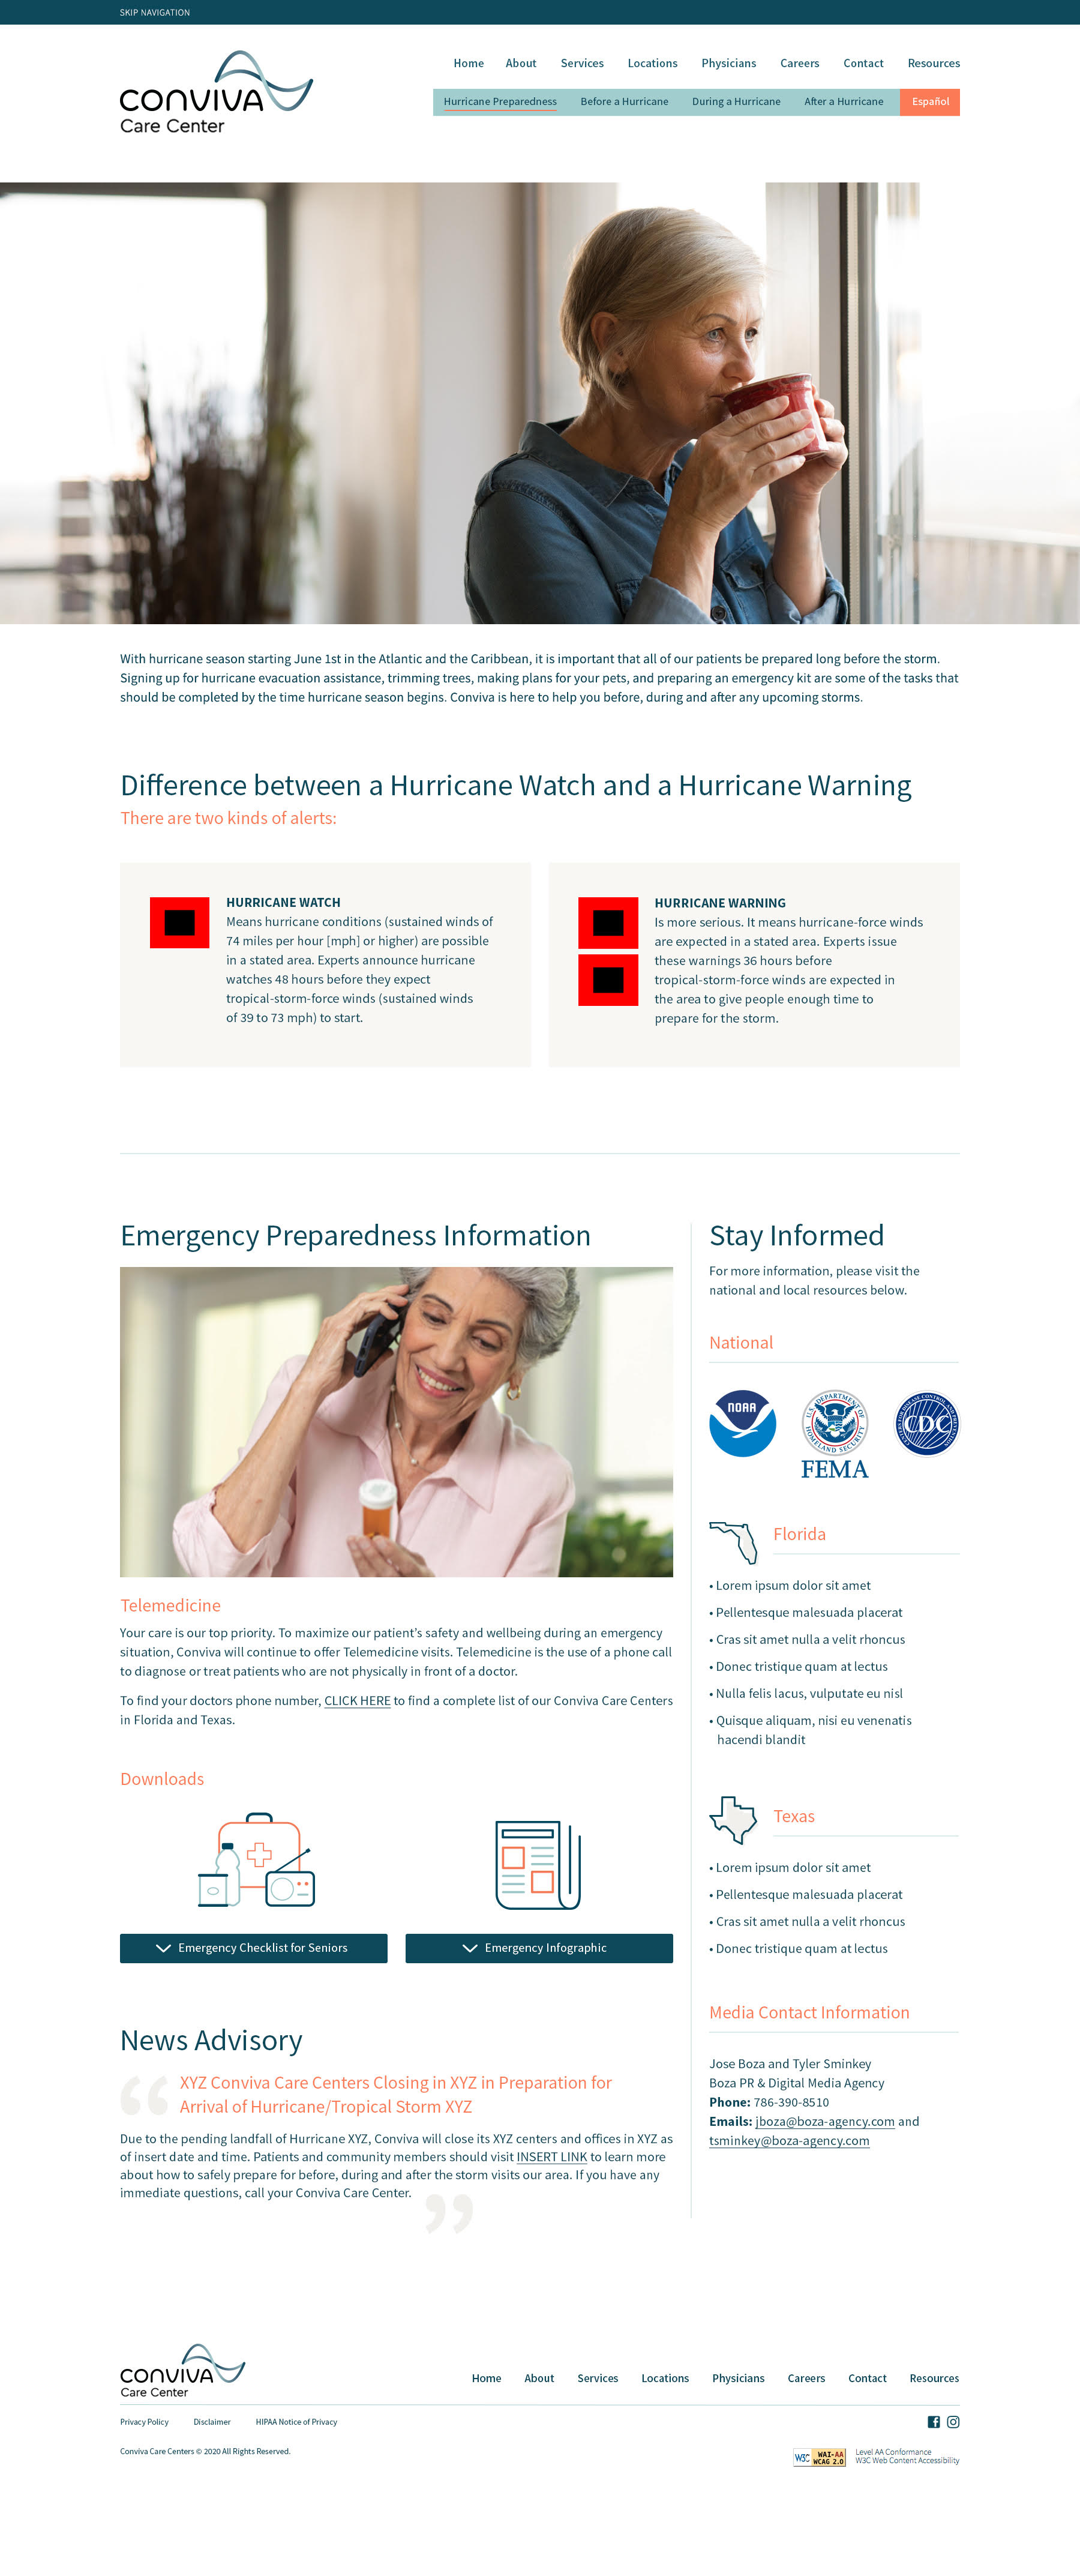 SKIP NAVIGATION
CONVIVA
Care Center
Home About Services Locations Physicians Careers Contact Resources
Hurricane Preparedness Before a Hurricane During a Hurricane After a Hurricane Español
With hurricane season starting June 1st in the Atlantic and the Caribbean, it is important that all of our patients be prepared long before the storm.
Signing up for hurricane evacuation assistance, trimming trees, making plans for your pets, and preparing an emergency kit are some of the tasks that
should be completed by the time hurricane season begins. Conviva is here to help you before, during and after any upcoming storms.
Difference between a Hurricane Watch and a Hurricane Warning
There are two kinds of alerts:
HURRICANE WATCH
Means hurricane conditions (sustained winds of
74 miles per hour [mph] or higher) are possible
in a stated area. Experts announce hurricane
watches 48 hours before they expect
tropical-storm-force winds (sustained winds
of 39 to 73 mph) to start.
HURRICANE WARNING
Is more serious. It means hurricane-force winds
are expected in a stated area. Experts issue
these warnings 36 hours before
tropical-storm-force winds are expected in
the area to give people enough time to
prepare for the storm.
Emergency Preparedness Information
Telemedicine
Your care is our top priority. To maximize our patient’s safety and wellbeing during an emergency
situation, Conviva will continue to offer Telemedicine visits. Telemedicine is the use of a phone call
to diagnose or treat patients who are not physically in front of a doctor.
To find your doctors phone number, CLICK HERE to find a complete list of our Conviva Care Centers
in Florida and Texas.
Downloads
Emergency Checklist for Seniors
Emergency Infographic
News Advisory
“ XYZ Conviva Care Centers Closing in XYZ in Preparation for
Arrival of Hurricane/Tropical Storm XYZ
Due to the pending landfall of Hurricane XYZ, Conviva will close its XYZ centers and offices in XYZ as
of insert date and time. Patients and community members should visit INSERT LINK to learn more
about how to safely prepare for before, during and after the storm visits our area. If you have any
immediate questions, call your Conviva Care Center. ”
Stay Informed
For more information, please visit the
national and local resources below.
National
NOAA
U.S. DEPARTMENT OF HOMELAND SECURITY
FEMA
CENTERS FOR DISEASE CONTROL AND PREVENTION
CDC
Florida
• Lorem ipsum dolor sit amet
• Pellentesque malesuada placerat
• Cras sit amet nulla a velit rhoncus
• Donec tristique quam at lectus
• Nulla felis lacus, vulputate eu nisl
• Quisque aliquam, nisi eu venenatis
hacendi blandit
Texas
• Lorem ipsum dolor sit amet
• Pellentesque malesuada placerat
• Cras sit amet nulla a velit rhoncus
• Donec tristique quam at lectus
Media Contact Information
Jose Boza and Tyler Sminkey
Boza PR & Digital Media Agency
Phone: 786-390-8510
Emails: jboza@boza-agency.com and
tsminkey@boza-agency.com
CONVIVA
Care Center
Home About Services Locations Physicians Careers Contact Resources
Privacy Policy Disclaimer HIPAA Notice of Privacy
Conviva Care Centers © 2020 All Rights Reserved.
W3C WAI-AA
WCAG 2.0
Level AA Conformance
W3C Web Content Accessibility